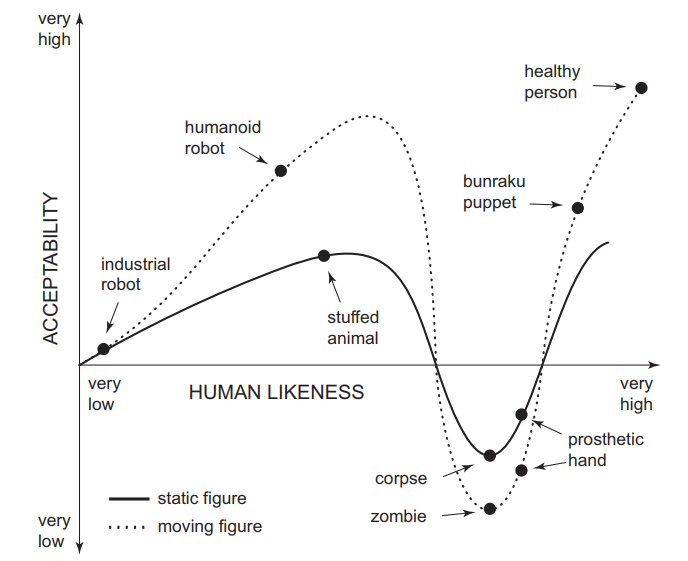 very
high
healthy
person
humanoid
robot
bunraku
puppet
ACCEPTABILITY
industrial
robot
stuffed
animal
very
low
HUMAN LIKENESS
very
high
prosthetic
hand
corpse
static figure
zombie
moving figure
very
low